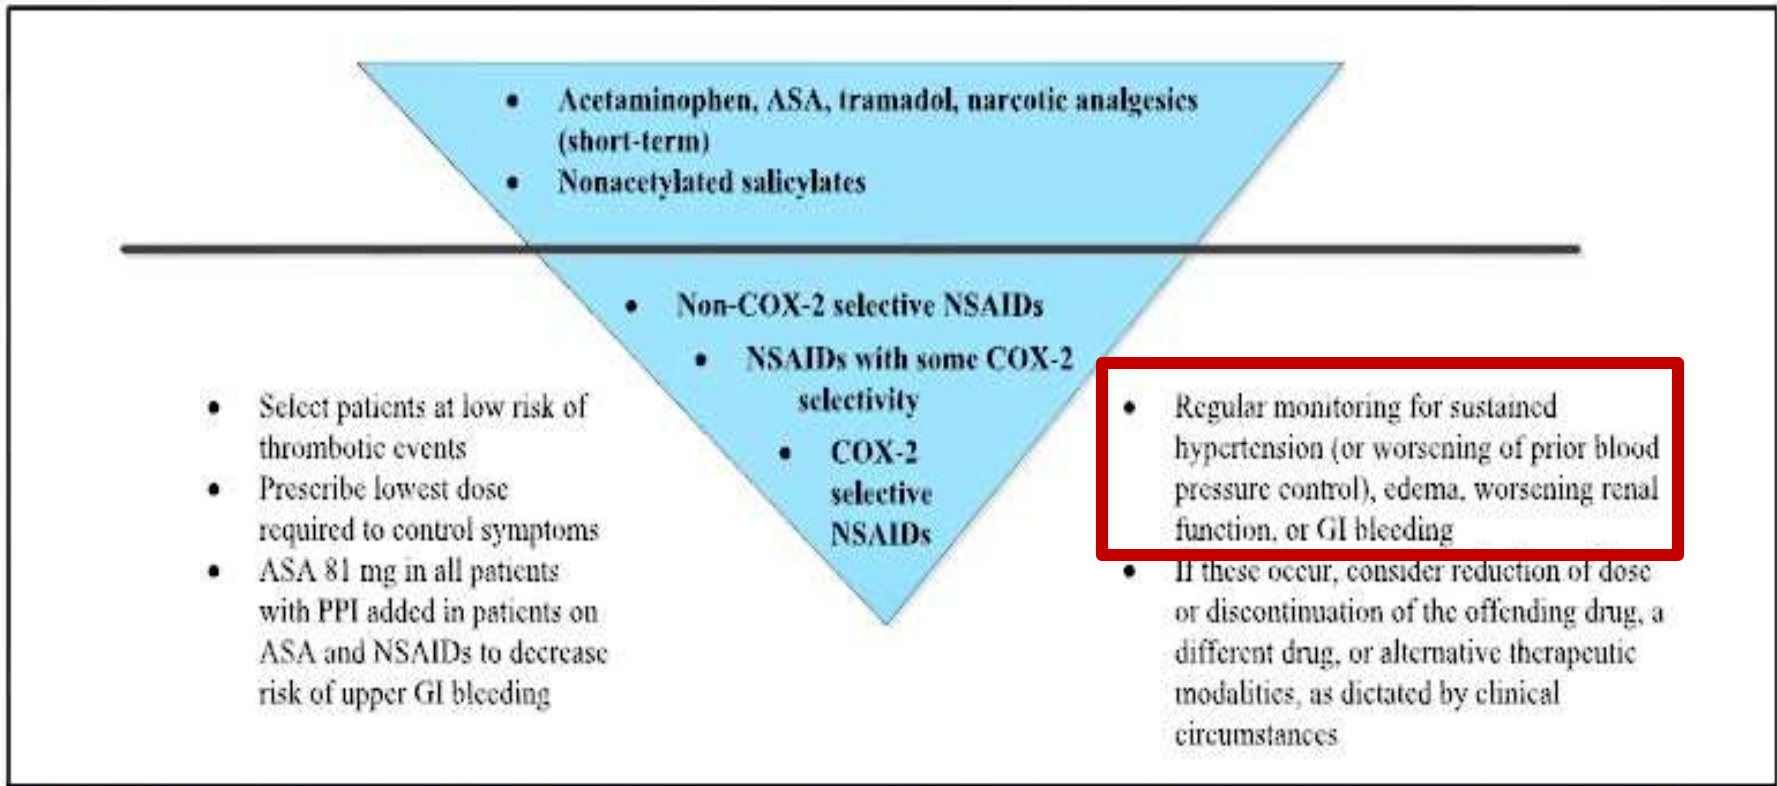 • Acetaminophen, ASA, tramadol, narcotic analgesics
(short-term)
• Nonacetylated salicylates
• Non-COX-2 selective NSAIDs
• NSAIDs with some COX-2
selectivity
• COX-2
selective
NSAIDs
• Select patients at low risk of
thrombotic events
• Prescribe lowest dose
required to control symptoms
• ASA 81 mg in all patients
with PPI added in patients on
ASA and NSAIDs to decrease
risk of upper GI bleeding
• Regular monitoring for sustained
hypertension (or worsening of prior blood
pressure control), edema, worsening renal
function, or GI bleeding
• If these occur, consider reduction of dose
or discontinuation of the offending drug, a
different drug, or alternative therapeutic
modalities, as dictated by clinical
circumstances